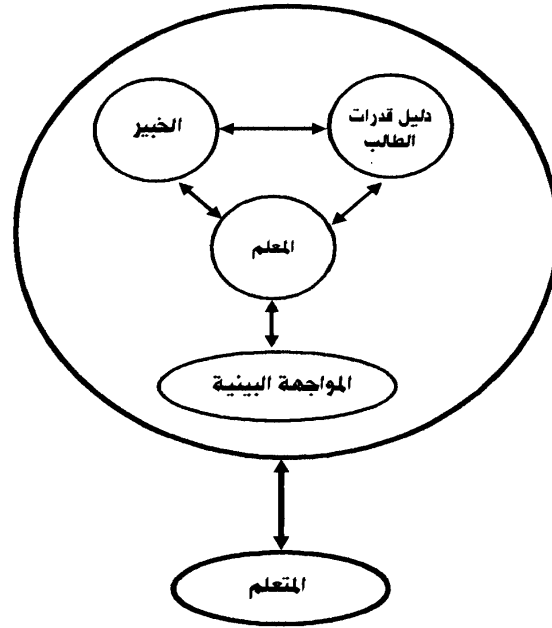 دليل قدرات
الطالب
الخبير
المعلم
المواجهة البينية
المتعلم